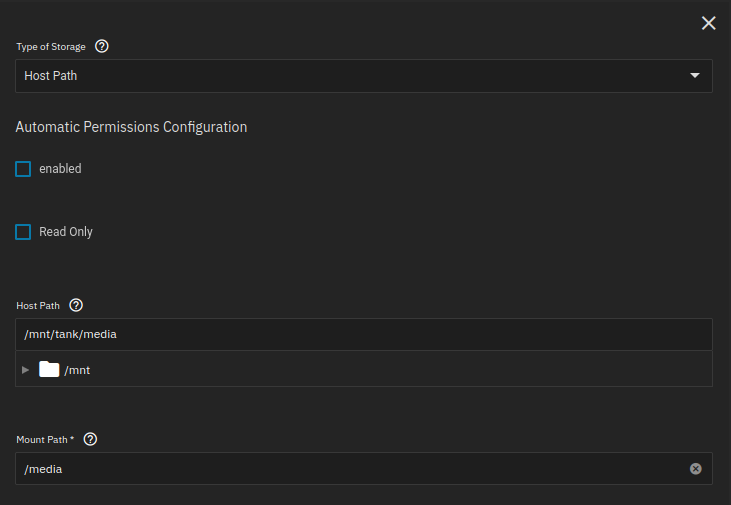 Type of Storage
Host Path
Automatic Permissions Configuration
enabled
Read Only
Host Path
/mnt/tank/media
/mnt
Mount Path *
/media